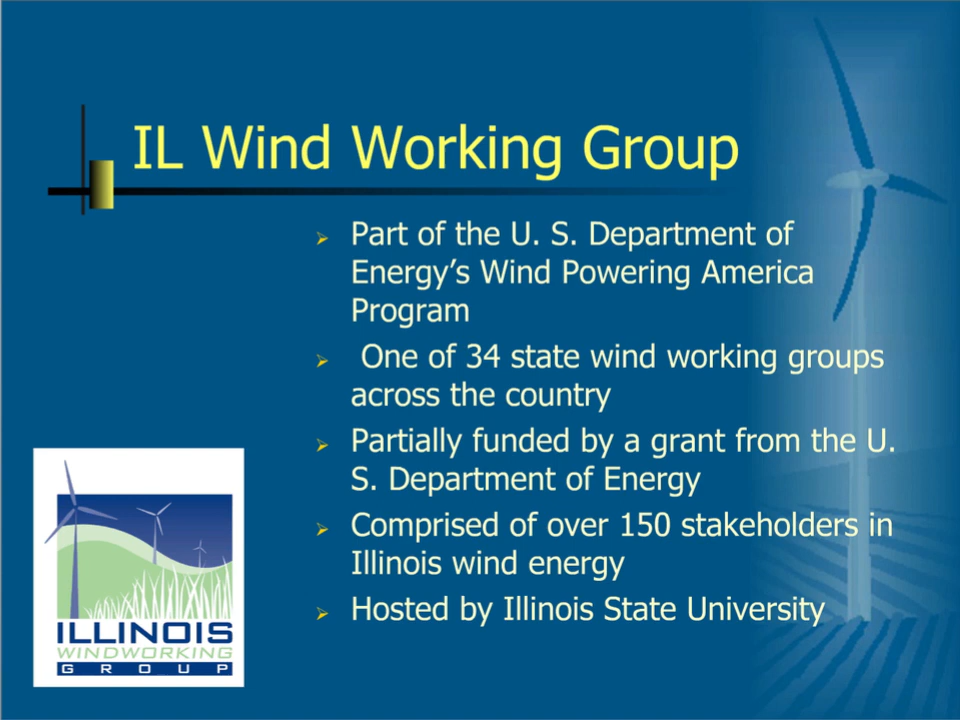 IL Wind Working Group
Part of the U. S. Department of
Energy’s Wind Powering America
Program
One of 34 state wind working groups
across the country
Partially funded by a grant from the U.
S. Department of Energy
Comprised of over 150 stakeholders in
Illinois wind energy
Hosted by Illinois State University
ILLINOIS
WINDWORKING
GROUP